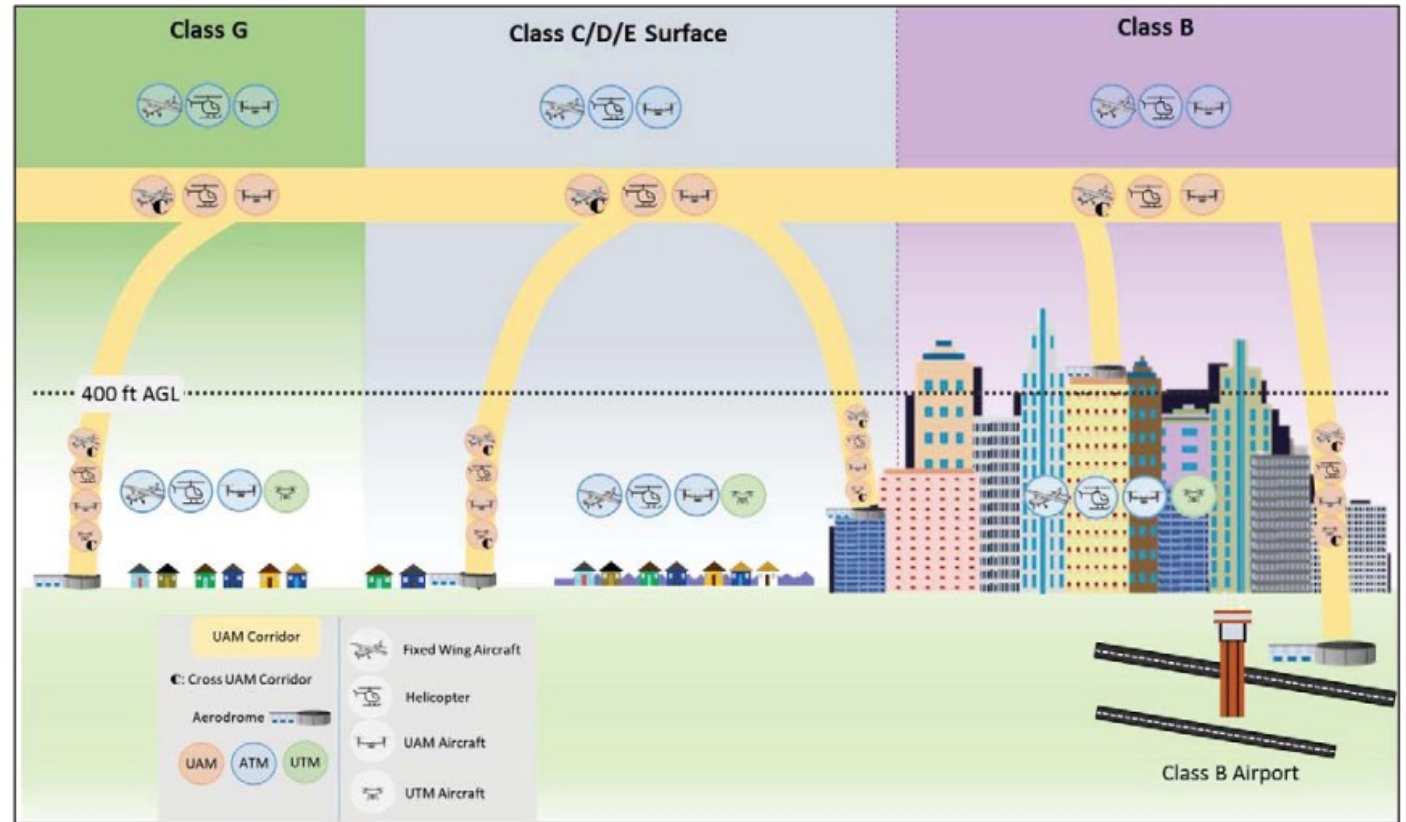 Class G
Class C/D/E Surface
Class B
C
C
C
400 ft AGL
C
C
C
C
C
C
C
C
UAM Corridor
C: Cross UAM Corridor
Aerodrome
UAM
ATM
UTM
Fixed Wing Aircraft
Helicopter
UAM Aircraft
UTM Aircraft
Class B Airport